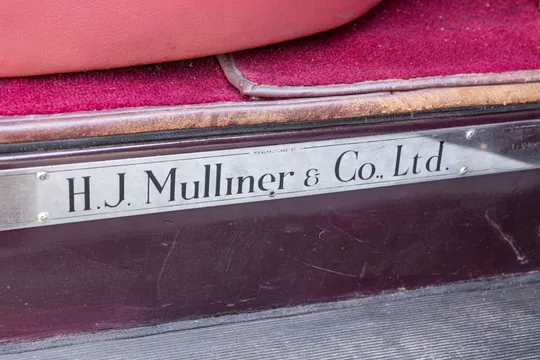 H.J. Mulliner & Co., Ltd.